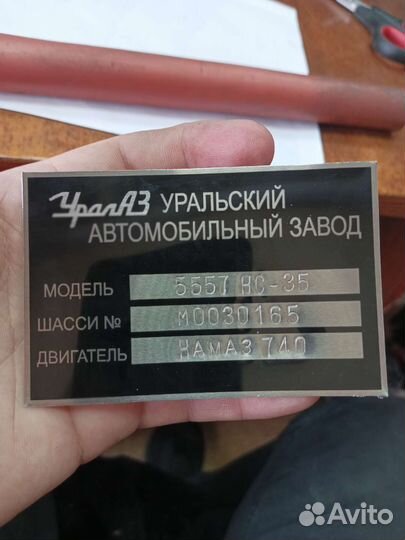 УралАЗ УРАЛЬСКИЙ
АВТОМОБИЛЬНЫЙ ЗАВОД
МОДЕЛЬ 5557 НС-35
ШАССИ № М0030165
ДВИГАТЕЛЬ КАМАЗ 740
Avito